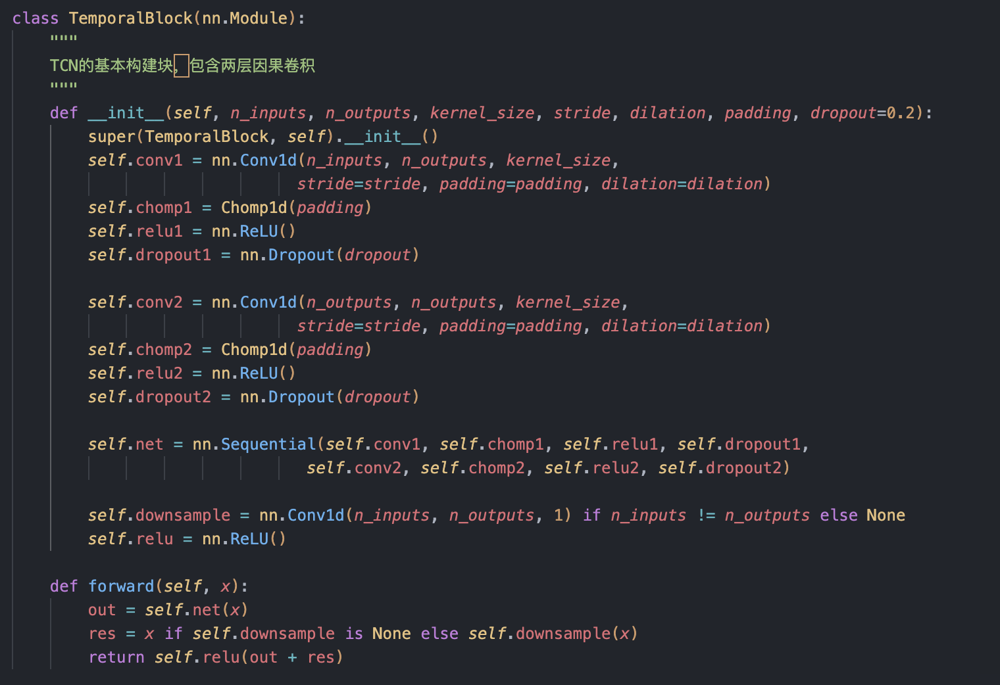 class TemporalBlock(nn.Module):
    """
    TCN的基本构建块，包含两层因果卷积
    """
    def __init__(self, n_inputs, n_outputs, kernel_size, stride, dilation, padding, dropout=0.2):
        super(TemporalBlock, self).__init__()
        self.conv1 = nn.Conv1d(n_inputs, n_outputs, kernel_size,
                              stride=stride, padding=padding, dilation=dilation)
        self.chomp1 = Chomp1d(padding)
        self.relu1 = nn.ReLU()
        self.dropout1 = nn.Dropout(dropout)

        self.conv2 = nn.Conv1d(n_outputs, n_outputs, kernel_size,
                              stride=stride, padding=padding, dilation=dilation)
        self.chomp2 = Chomp1d(padding)
        self.relu2 = nn.ReLU()
        self.dropout2 = nn.Dropout(dropout)

        self.net = nn.Sequential(self.conv1, self.chomp1, self.relu1, self.dropout1,
                               self.conv2, self.chomp2, self.relu2, self.dropout2)

        self.downsample = nn.Conv1d(n_inputs, n_outputs, 1) if n_inputs != n_outputs else None
        self.relu = nn.ReLU()

    def forward(self, x):
        out = self.net(x)
        res = x if self.downsample is None else self.downsample(x)
        return self.relu(out + res)